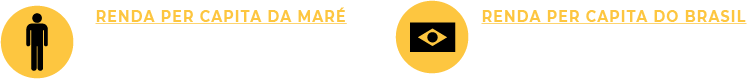 RENDA PER CAPITA DA MARÉ
RENDA PER CAPITA DO BRASIL